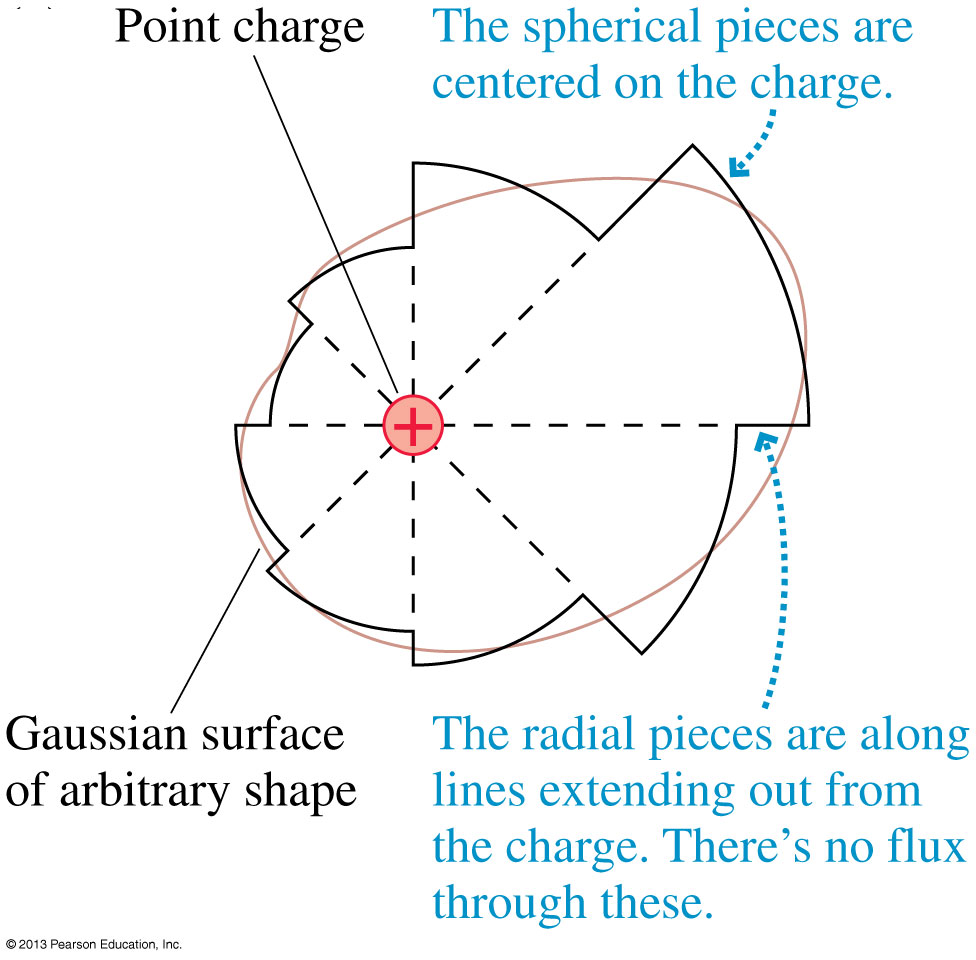 Point charge
The spherical pieces are
centered on the charge.
+
Gaussian surface
of arbitrary shape
The radial pieces are along
lines extending out from
the charge. There’s no flux
through these.
© 2013 Pearson Education, Inc.